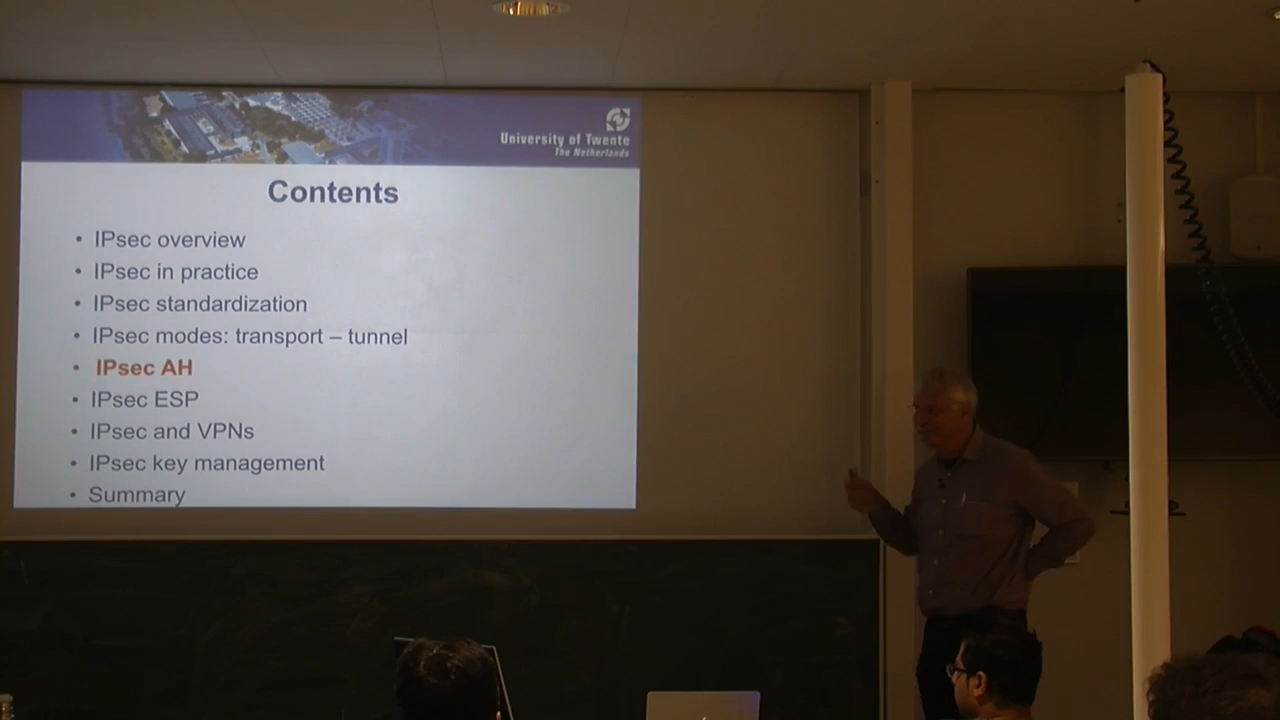 University of Twente
The Netherlands
Contents
• IPsec overview
• IPsec in practice
• IPsec standardization
• IPsec modes: transport – tunnel
• IPsec AH
• IPsec ESP
• IPsec and VPNs
• IPsec key management
• Summary